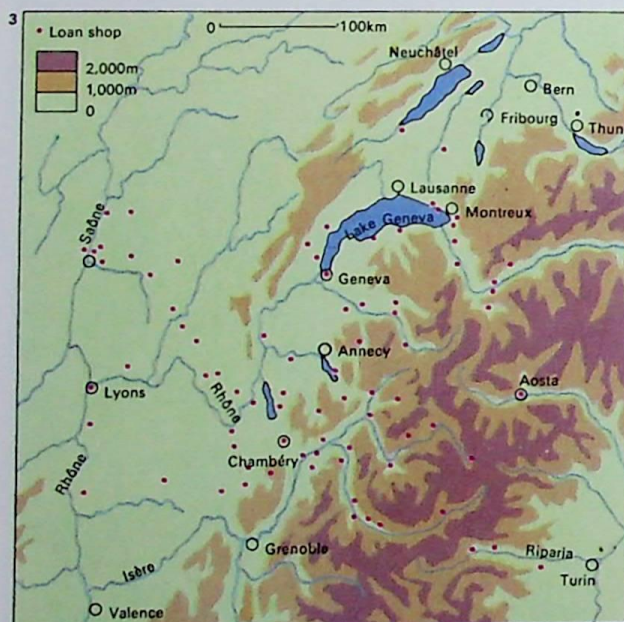 3
Loan shop
0 100km
2,000m
1,000m
0
Neuchâtel
Bern
Fribourg
Thun
Lausanne
Montreux
Lake Geneva
Saône
Geneva
Annecy
Aosta
Lyons
Rhône
Chambéry
Rhône
Grenoble
Isère
Riparia
Turin
Valence